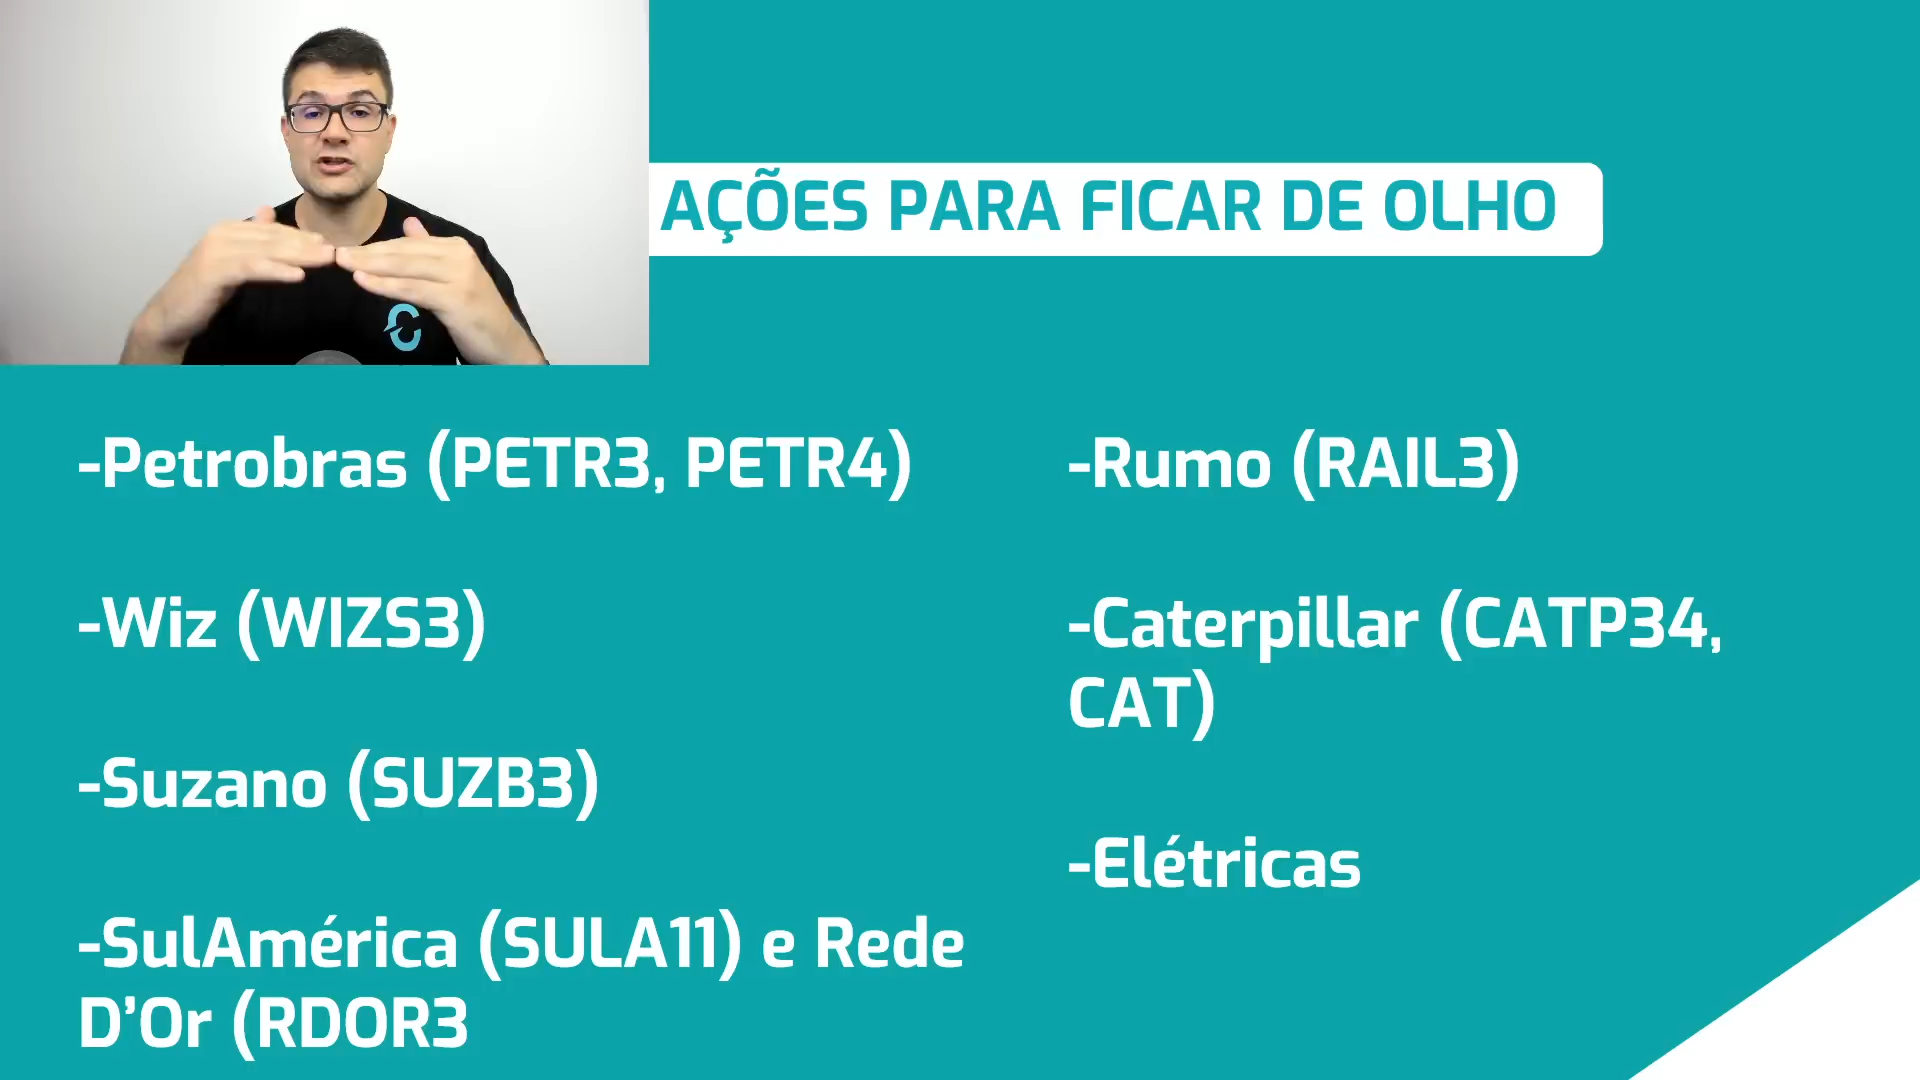 AÇÕES PARA FICAR DE OLHO
-Petrobras (PETR3, PETR4)
-Wiz (WIZS3)
-Suzano (SUZB3)
-SulAmérica (SULA11) e Rede
D’Or (RDOR3
-Rumo (RAIL3)
-Caterpillar (CATP34,
CAT)
-Elétricas